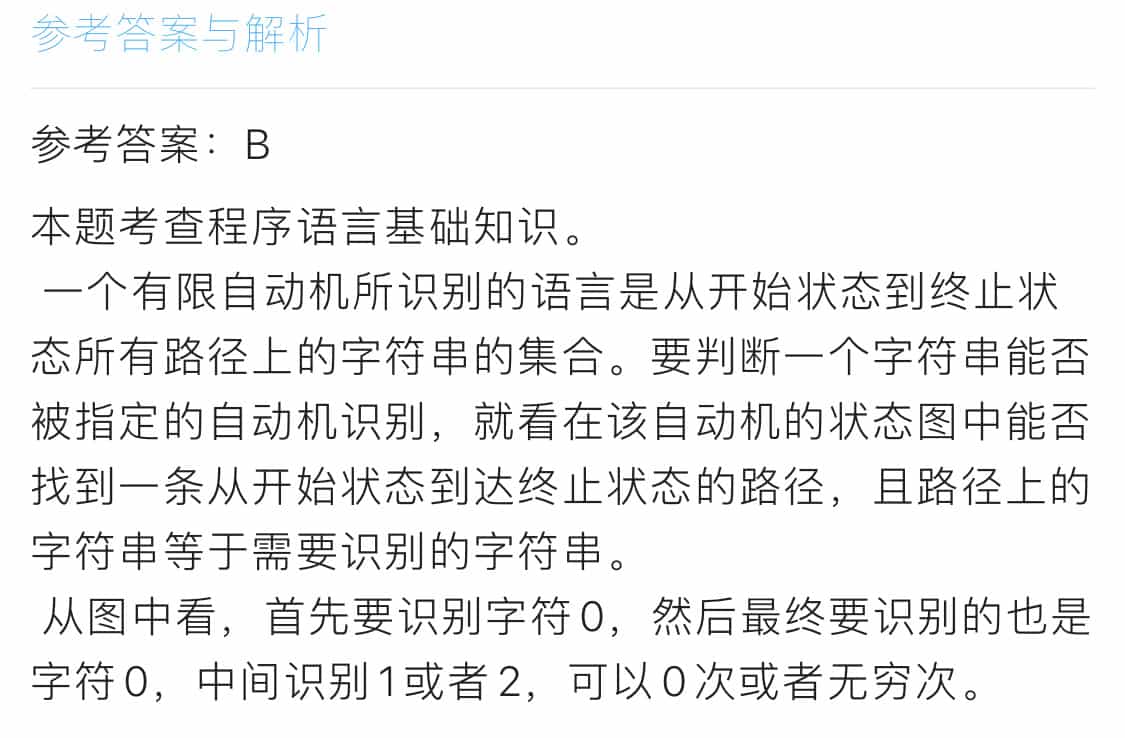 参考答案与解析
参考答案：B
本题考查程序语言基础知识。
一个有限自动机所识别的语言是从开始状态到终止状
态所有路径上的字符串的集合。要判断一个字符串能否
被指定的自动机识别，就看在该自动机的状态图中能否
找到一条从开始状态到达终止状态的路径，且路径上的
字符串等于需要识别的字符串。
从图中看，首先要识别字符0，然后最终要识别的也是
字符0，中间识别1或者2，可以0次或者无穷次。